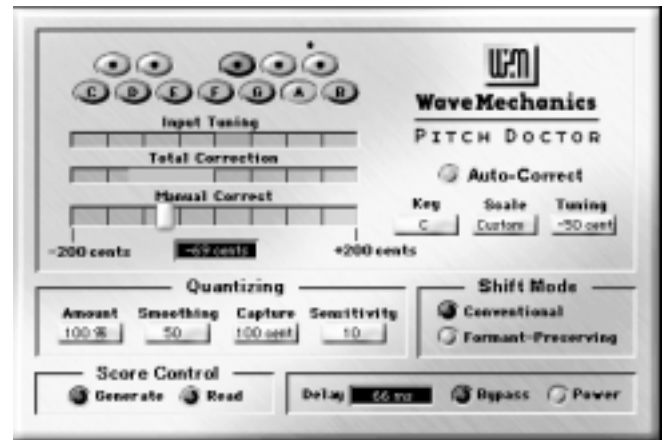 WPM
WaveMechanics
PITCH DOCTOR
C D E F G A B
Input Tuning
Total Correction
Manual Correct
-200 cents -69 cents +200 cents
Auto-Correct
Key Scale Tuning
C Custom -50 cent
Quantizing
Amount Smoothing Capture Sensitivity
100 % 50 100 cent 10
Shift Mode
Conventional
Formant-Preserving
Score Control
Generate Read
Delay 66 ms Bypass Power